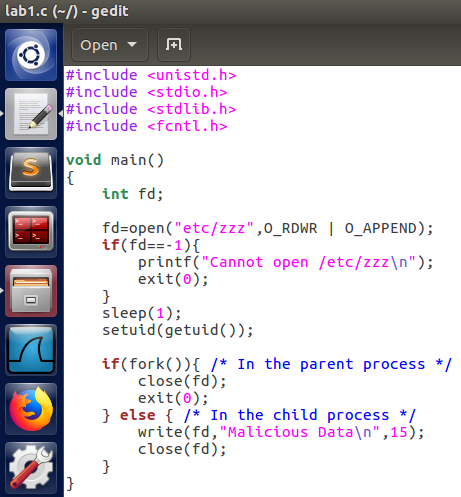 lab1.c (~/) - gedit
Open
#include <unistd.h>
#include <stdio.h>
#include <stdlib.h>
#include <fcntl.h>
void main()
{
    int fd;
    fd=open("etc/zzz",O_RDWR | O_APPEND);
    if(fd==-1){
        printf("Cannot open /etc/zzz\n");
        exit(0);
    }
    sleep(1);
    setuid(getuid());
    if(fork()){ /* In the parent process */
        close(fd);
        exit(0);
    } else { /* In the child process */
        write(fd,"Malicious Data\n",15);
        close(fd);
    }
}